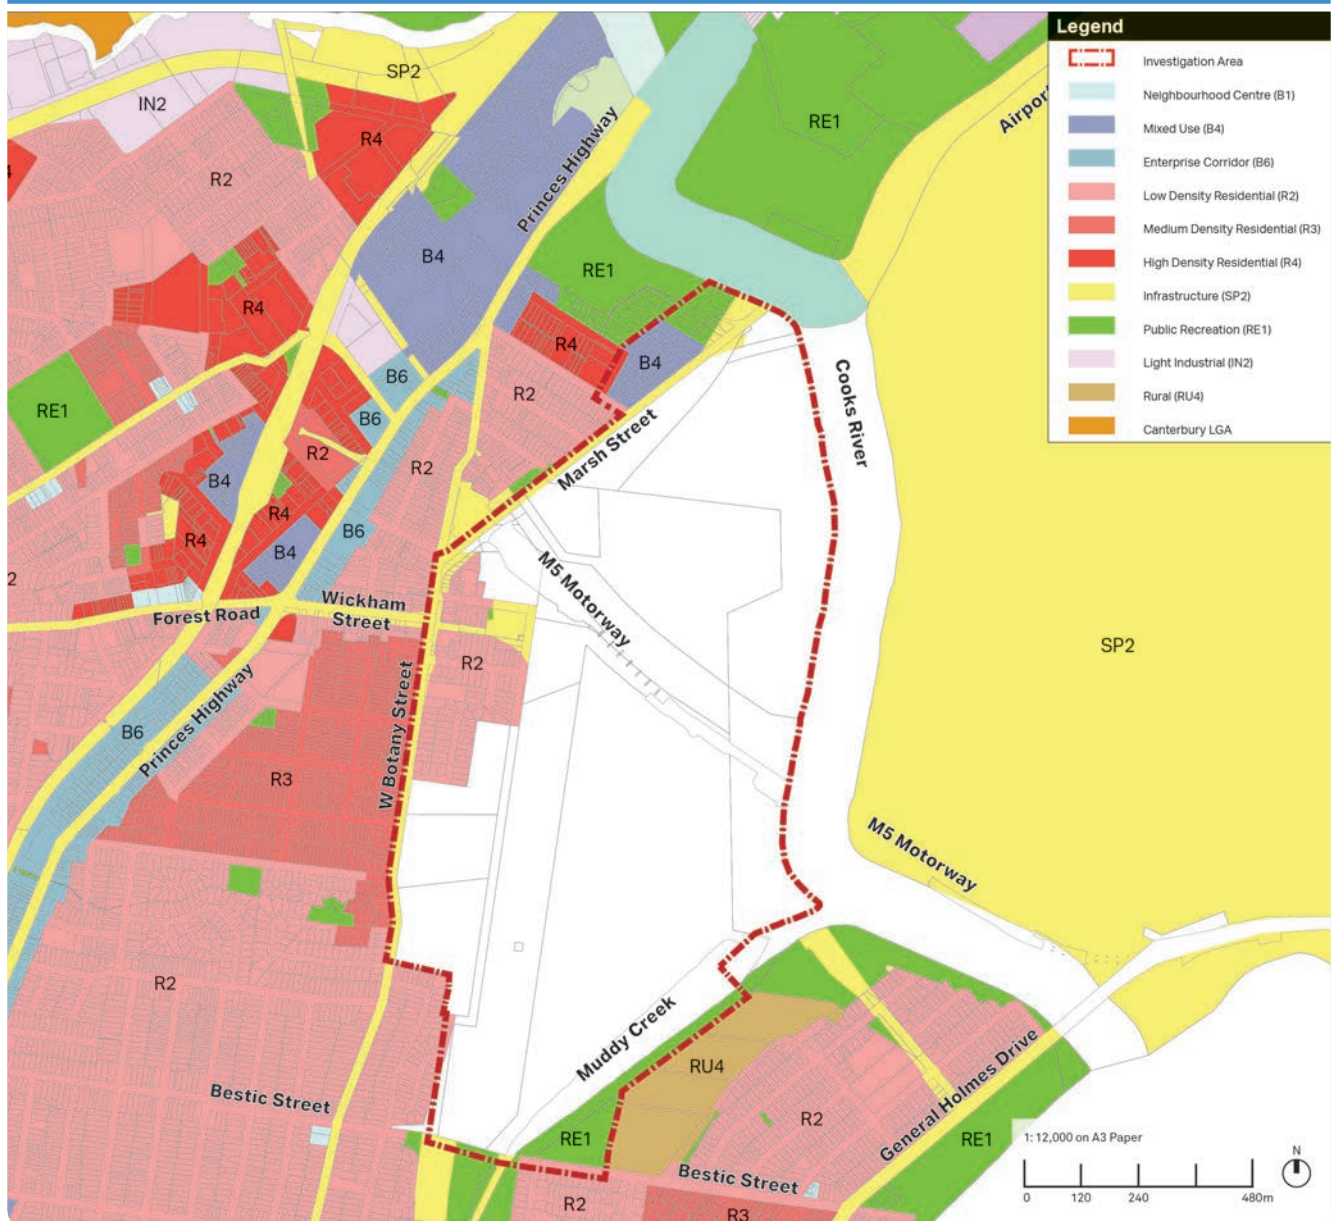 Legend
Investigation Area
Neighbourhood Centre (B1)
Mixed Use (B4)
Enterprise Corridor (B6)
Low Density Residential (R2)
Medium Density Residential (R3)
High Density Residential (R4)
Infrastructure (SP2)
Public Recreation (RE1)
Light Industrial (IN2)
Rural (RU4)
Canterbury LGA
SP2
IN2
R4
R2
RE1
Airport
Princes Highway
B4
RE1
R4
R4
B4
B6
R2
RE1
B6
Cooks River
R2
R2
Marsh Street
B4
R4
B6
R4
B4
M5 Motorway
2
Wickham
Street
Forest Road
SP2
R2
Princes Highway
W Botany Street
B6
R3
M5 Motorway
R2
Muddy Creek
RU4
Bestic Street
R2
General Holmes Drive
RE1
RE1
Bestic Street
R2
R3
1: 12,000 on A3 Paper
N
0 120 240 480m